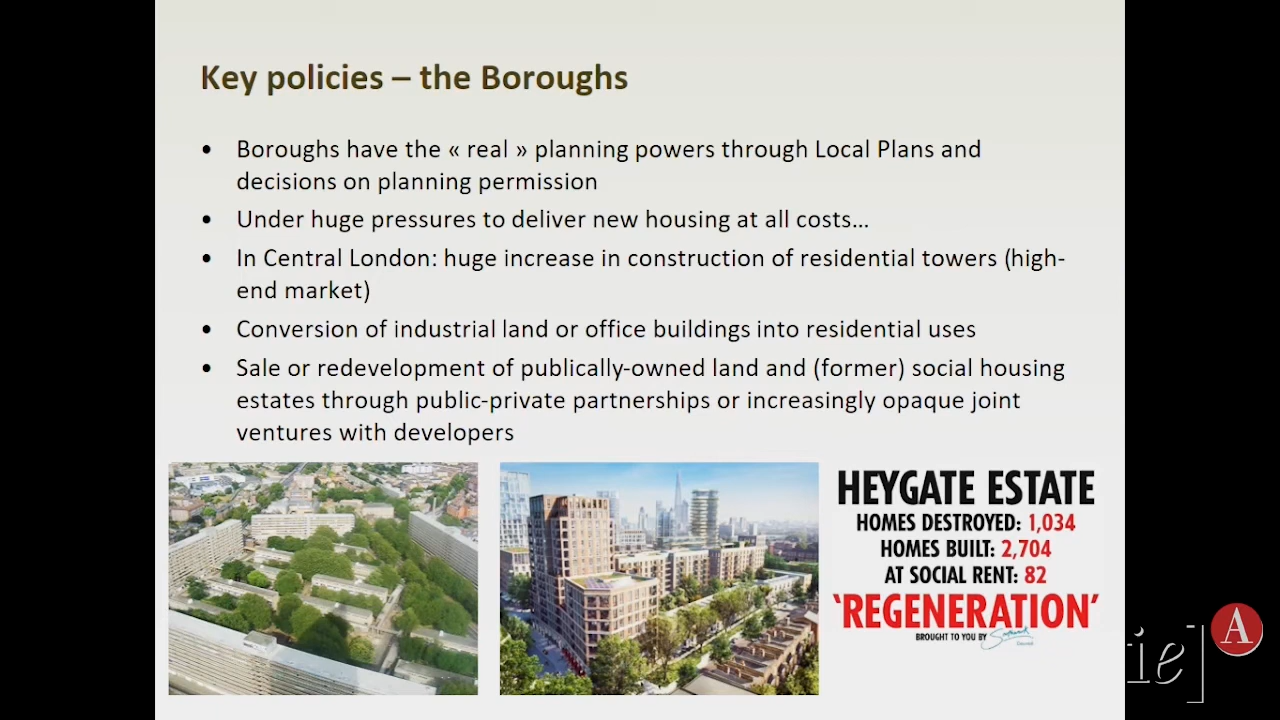 Key policies – the Boroughs
• Boroughs have the « real » planning powers through Local Plans and
decisions on planning permission
• Under huge pressures to deliver new housing at all costs…
• In Central London: huge increase in construction of residential towers (high-
end market)
• Conversion of industrial land or office buildings into residential uses
• Sale or redevelopment of publically-owned land and (former) social housing
estates through public-private partnerships or increasingly opaque joint
ventures with developers
HEYGATE ESTATE
HOMES DESTROYED: 1,034
HOMES BUILT: 2,704
AT SOCIAL RENT: 82
‘REGENERATION’
BROUGHT TO YOU BY
A
ie]